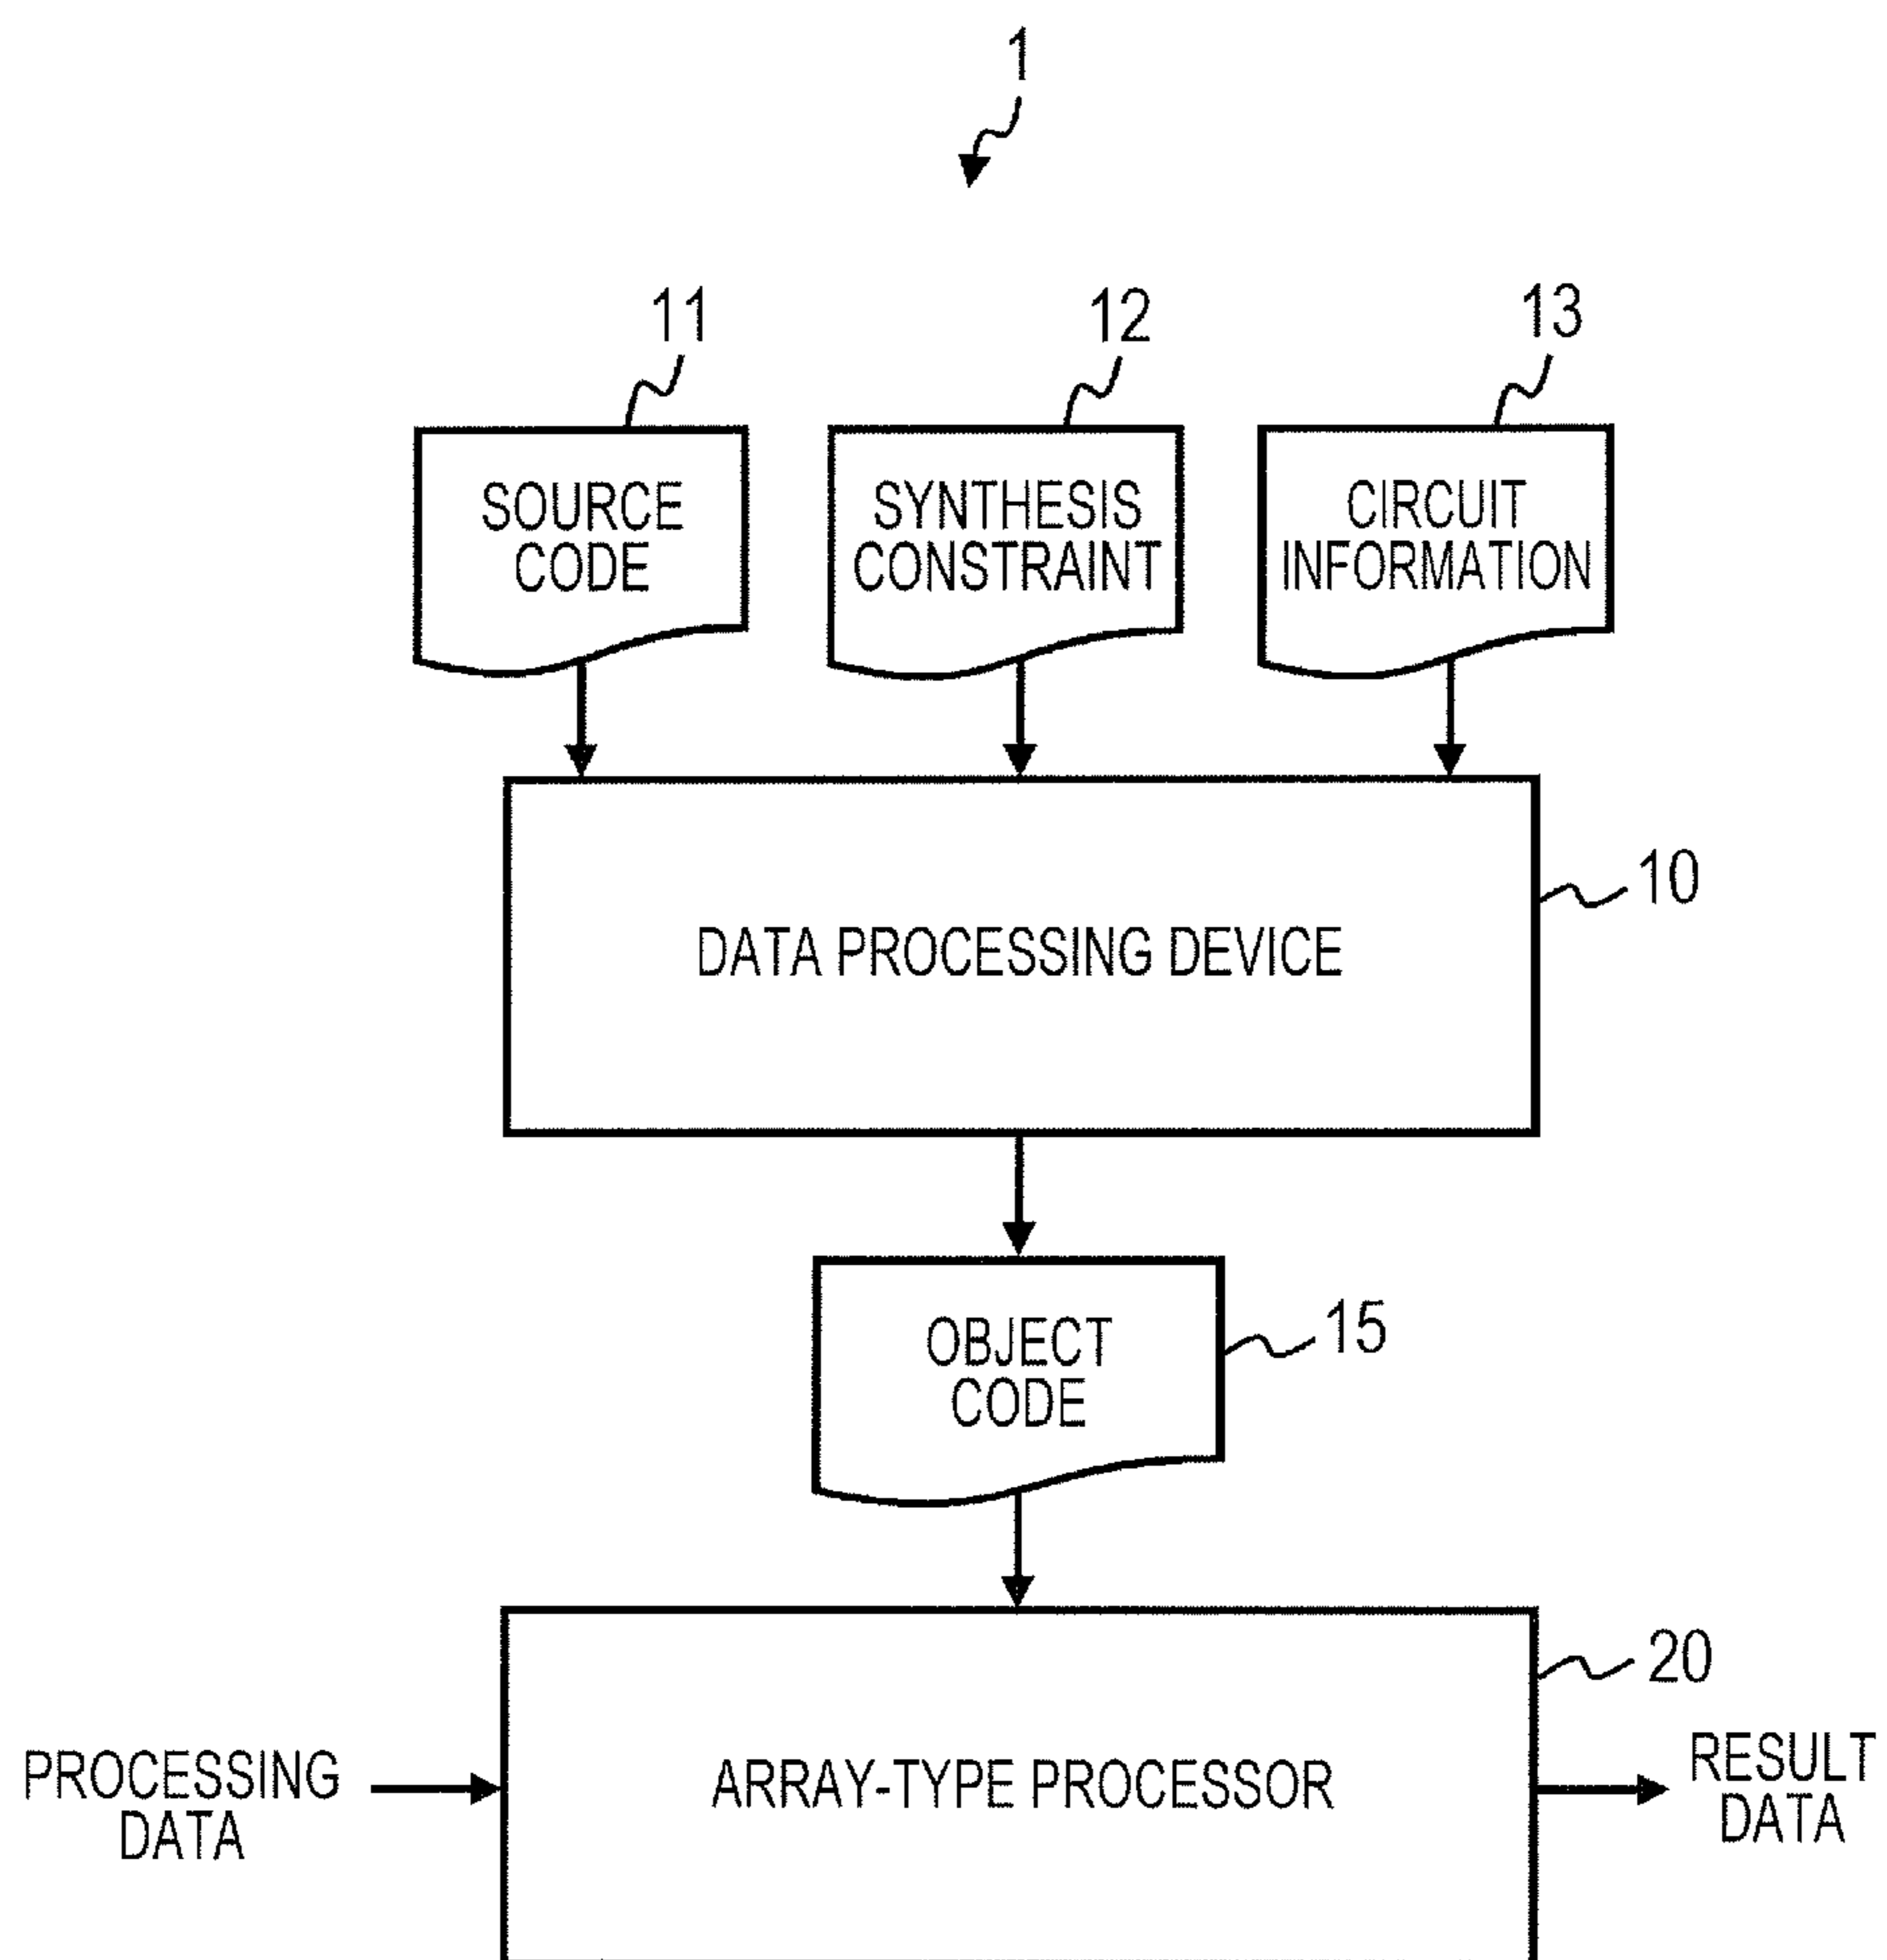 1
11
12
13
SOURCE
CODE
SYNTHESIS
CONSTRAINT
CIRCUIT
INFORMATION
10
DATA PROCESSING DEVICE
OBJECT
CODE
15
20
PROCESSING
DATA
ARRAY-TYPE PROCESSOR
RESULT
DATA